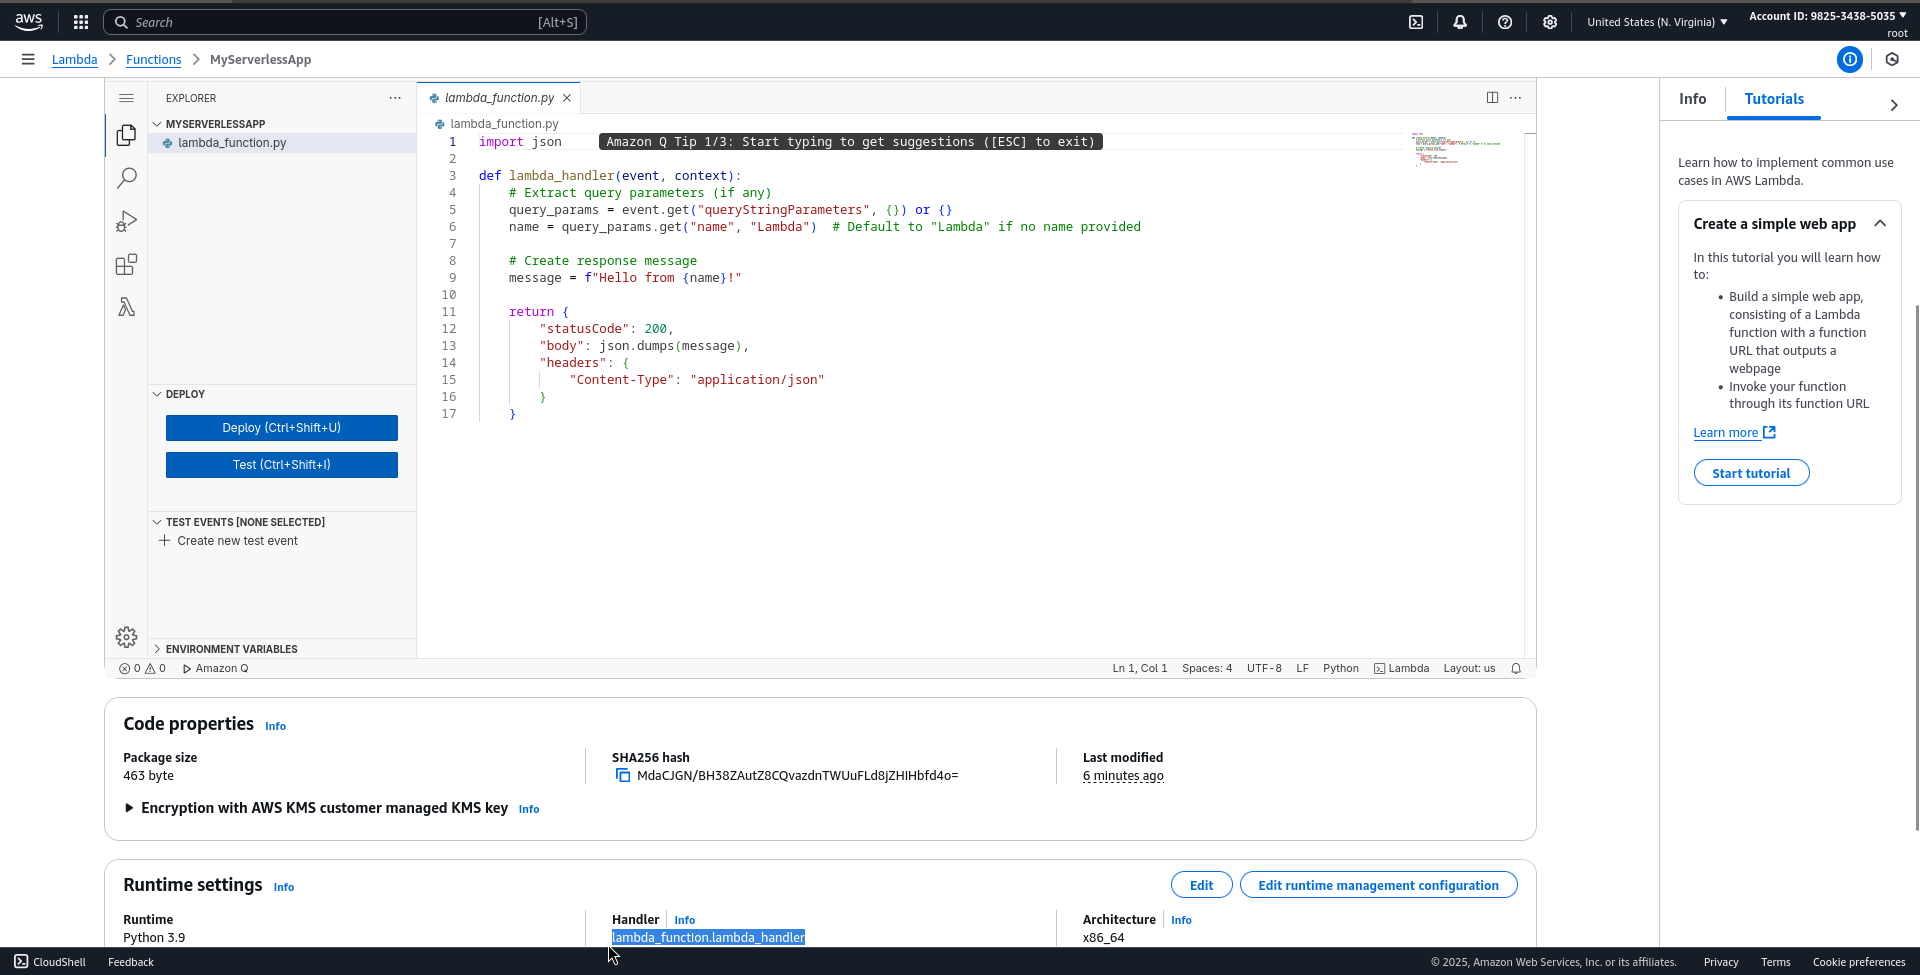 aws
Search
[Alt+S]
United States (N. Virginia)
Account ID: 9825-3438-5035
root
Lambda
Functions
MyServerlessApp
EXPLORER
MYSERVERLESSAPP
lambda_function.py
DEPLOY
Deploy (Ctrl+Shift+U)
Test (Ctrl+Shift+I)
TEST EVENTS [NONE SELECTED]
Create new test event
ENVIRONMENT VARIABLES
lambda_function.py
lambda_function.py
1 import json Amazon Q Tip 1/3: Start typing to get suggestions ([ESC] to exit)
2
3 def lambda_handler(event, context):
4 # Extract query parameters (if any)
5 query_params = event.get("queryStringParameters", {}) or {}
6 name = query_params.get("name", "Lambda") # Default to "Lambda" if no name provided
7
8 # Create response message
9 message = f"Hello from {name}!"
10
11 return {
12 "statusCode": 200,
13 "body": json.dumps(message),
14 "headers": {
15 "Content-Type": "application/json"
16 }
17 }
0 0 Amazon Q
Ln 1, Col 1 Spaces: 4 UTF-8 LF Python Lambda Layout: us
Code properties Info
Package size
463 byte
SHA256 hash
MdaCJGN/BH38ZAutZ8CQvazdnTWUuFLd8jZHIHbfd4o=
Last modified
6 minutes ago
Encryption with AWS KMS customer managed KMS key Info
Runtime settings Info
Edit
Edit runtime management configuration
Runtime
Python 3.9
Handler Info
lambda_function.lambda_handler
Architecture Info
x86_64
Info
Tutorials
Learn how to implement common use
cases in AWS Lambda.
Create a simple web app
In this tutorial you will learn how
to:
• Build a simple web app,
consisting of a Lambda
function with a function
URL that outputs a
webpage
• Invoke your function
through its function URL
Learn more
Start tutorial
CloudShell
Feedback
© 2025, Amazon Web Services, Inc. or its affiliates.
Privacy
Terms
Cookie preferences